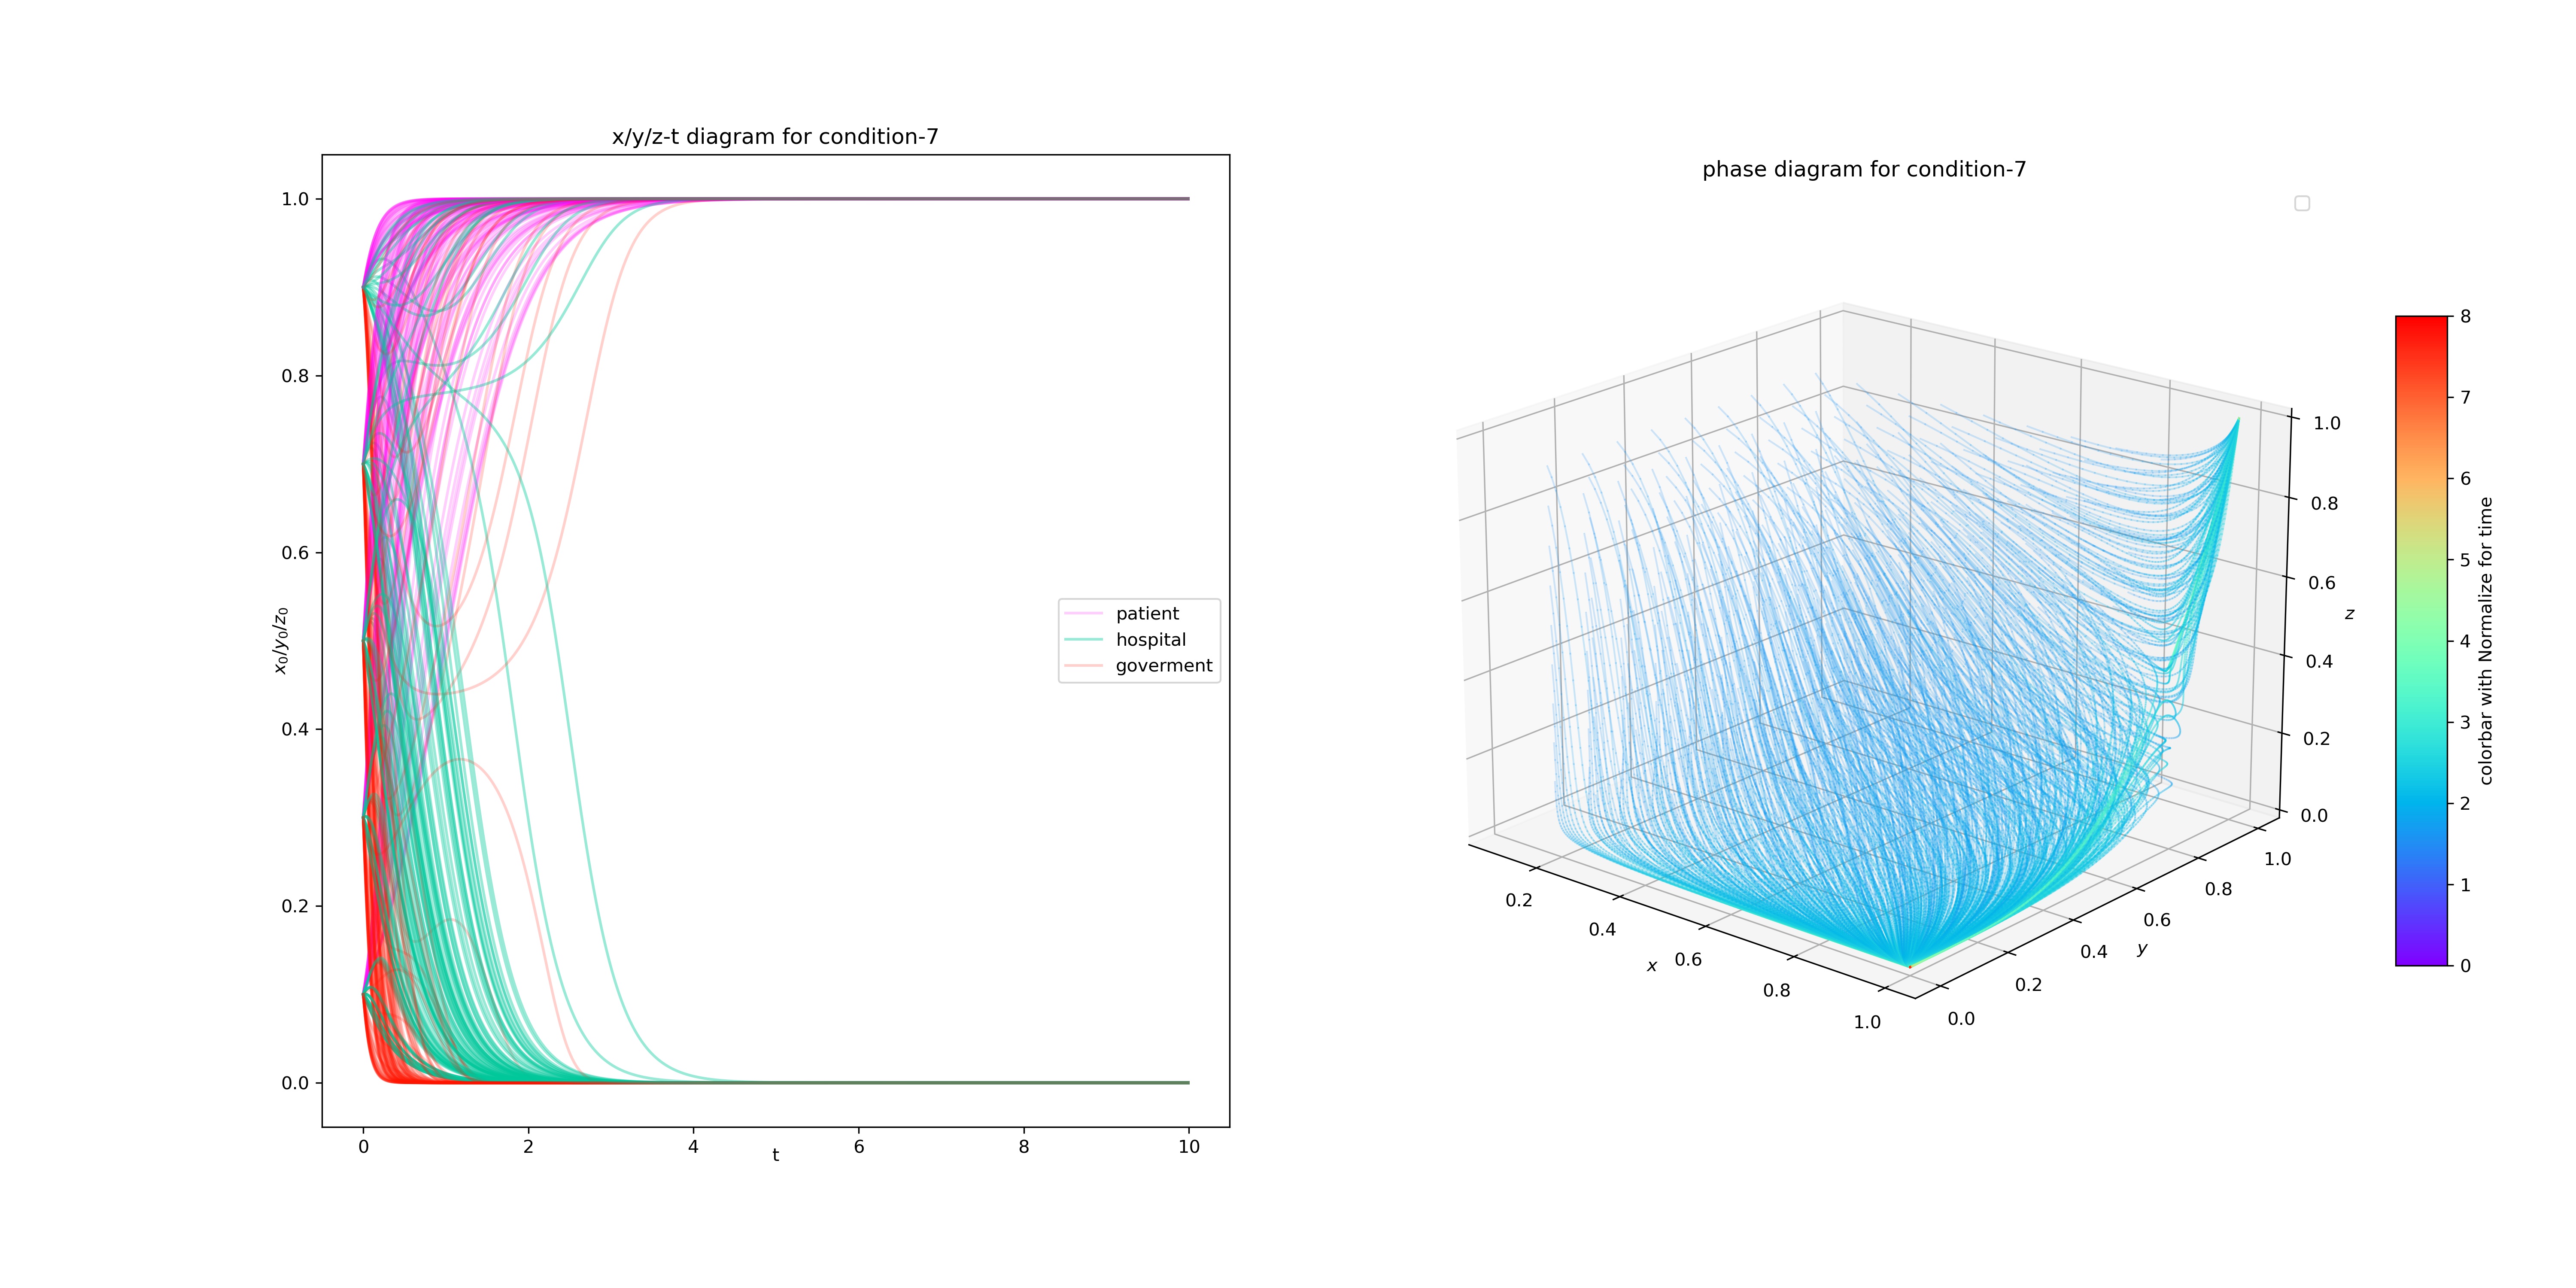 x/y/z-t diagram for condition-7
1.0
0.8
0.6
0.4
0.2
0.0
x0/y0/z0
0 2 4 6 8 10
t
patient
hospital
goverment
phase diagram for condition-7
1.0
0.8
0.6
0.4
0.2
0.0
z
0.2
0.4
0.6
0.8
1.0
x
0.0
0.2
0.4
0.6
0.8
1.0
y
8
7
6
5
4
3
2
1
0
colorbar with Normalize for time